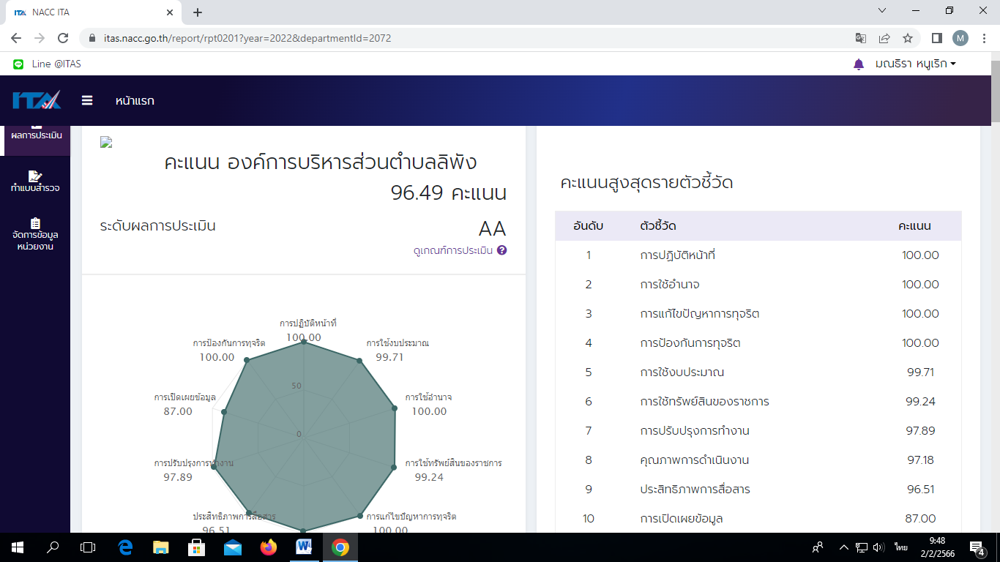 ITA NACC ITA
itas.nacc.go.th/report/rpt0201?year=2022&departmentId=2072
M
Line @ITAS
มณธิรา หนูเริก
ITA
หน้าแรก
ผลการประเมิน
ทำแบบสำรวจ
จัดการข้อมูล
หน่วยงาน
คะแนน องค์การบริหารส่วนตำบลลิพัง
96.49 คะแนน
ระดับผลการประเมิน
AA
ดูเกณฑ์การประเมิน
การปฏิบัติหน้าที่
100.00
การป้องกันการทุจริต
100.00
การใช้งบประมาณ
99.71
50
การเปิดเผยข้อมูล
87.00
การใช้อำนาจ
100.00
0
การปรับปรุงการทำงาน
97.89
การใช้ทรัพย์สินของราชการ
99.24
ประสิทธิภาพการสื่อสาร
96.51
การแก้ไขปัญหาการทุจริต
100.00
คะแนนสูงสุดรายตัวชี้วัด
อันดับ ตัวชี้วัด คะแนน
1 การปฏิบัติหน้าที่ 100.00
2 การใช้อำนาจ 100.00
3 การแก้ไขปัญหาการทุจริต 100.00
4 การป้องกันการทุจริต 100.00
5 การใช้งบประมาณ 99.71
6 การใช้ทรัพย์สินของราชการ 99.24
7 การปรับปรุงการทำงาน 97.89
8 คุณภาพการดำเนินงาน 97.18
9 ประสิทธิภาพการสื่อสาร 96.51
10 การเปิดเผยข้อมูล 87.00
ไทย
9:48
2/2/2566
4